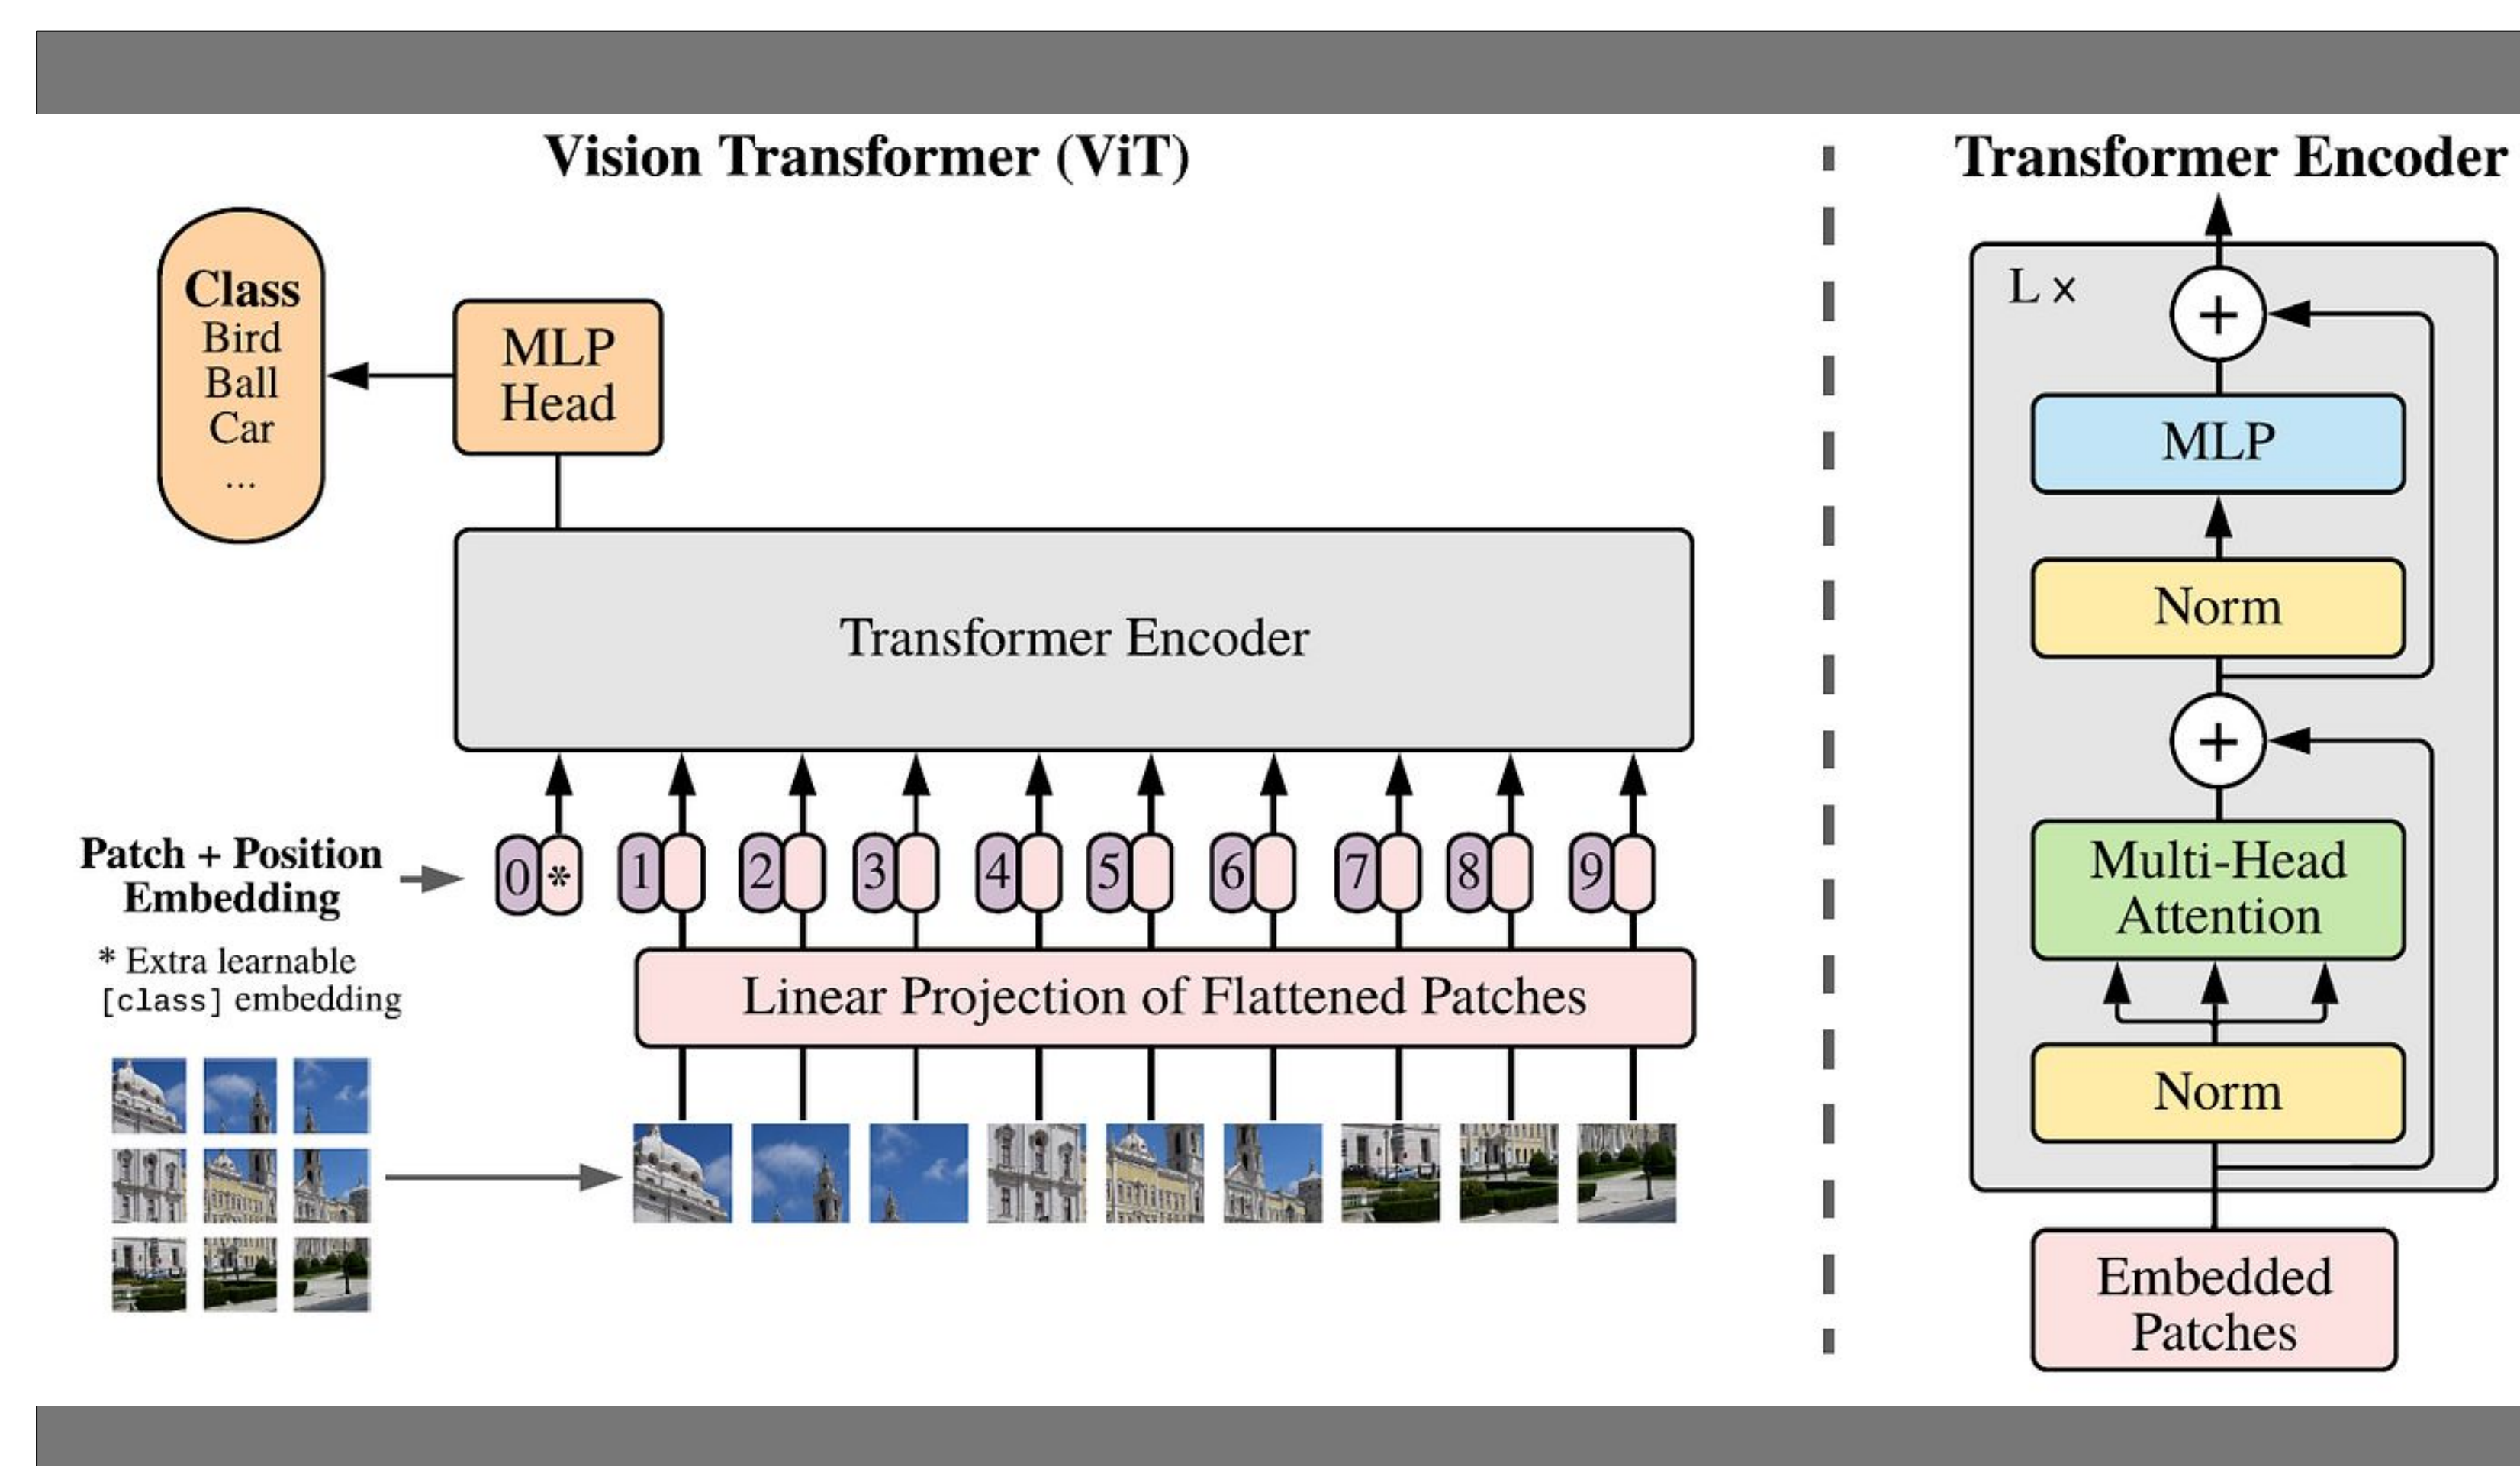 Vision Transformer (ViT)
Class
Bird
Ball
Car
...
MLP
Head
Transformer Encoder
Patch + Position
Embedding
0 * 1 2 3 4 5 6 7 8 9
* Extra learnable
[class] embedding
Linear Projection of Flattened Patches
Transformer Encoder
L ×
+
MLP
Norm
+
Multi-Head
Attention
Norm
Embedded
Patches